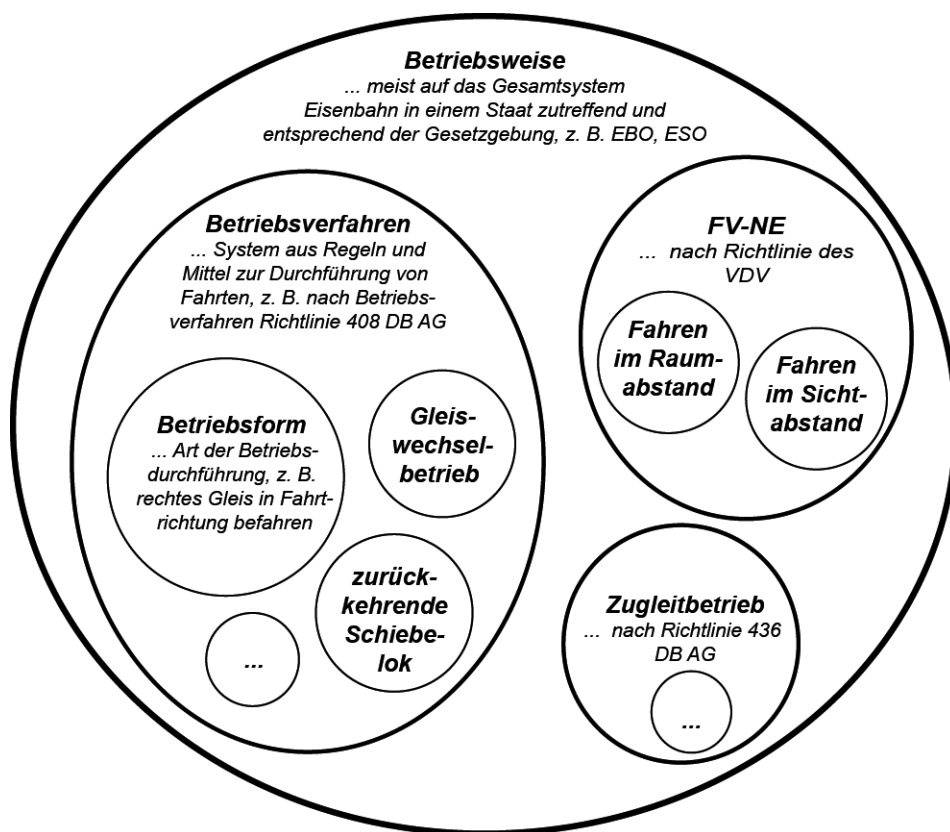 Betriebsweise
... meist auf das Gesamtsystem
Eisenbahn in einem Staat zutreffend und
entsprechend der Gesetzgebung, z. B. EBO, ESO
Betriebsverfahren
... System aus Regeln und
Mittel zur Durchführung von
Fahrten, z. B. nach Betriebs-
verfahren Richtlinie 408 DB AG
Betriebsform
... Art der Betriebs-
durchführung, z. B.
rechtes Gleis in Fahrt-
richtung befahren
Gleis-
wechsel-
betrieb
zurück-
kehrende
Schiebe-
lok
...
FV-NE
... nach Richtlinie des
VDV
Fahren
im Raum-
abstand
Fahren
im Sicht-
abstand
Zugleitbetrieb
... nach Richtlinie 436
DB AG
...